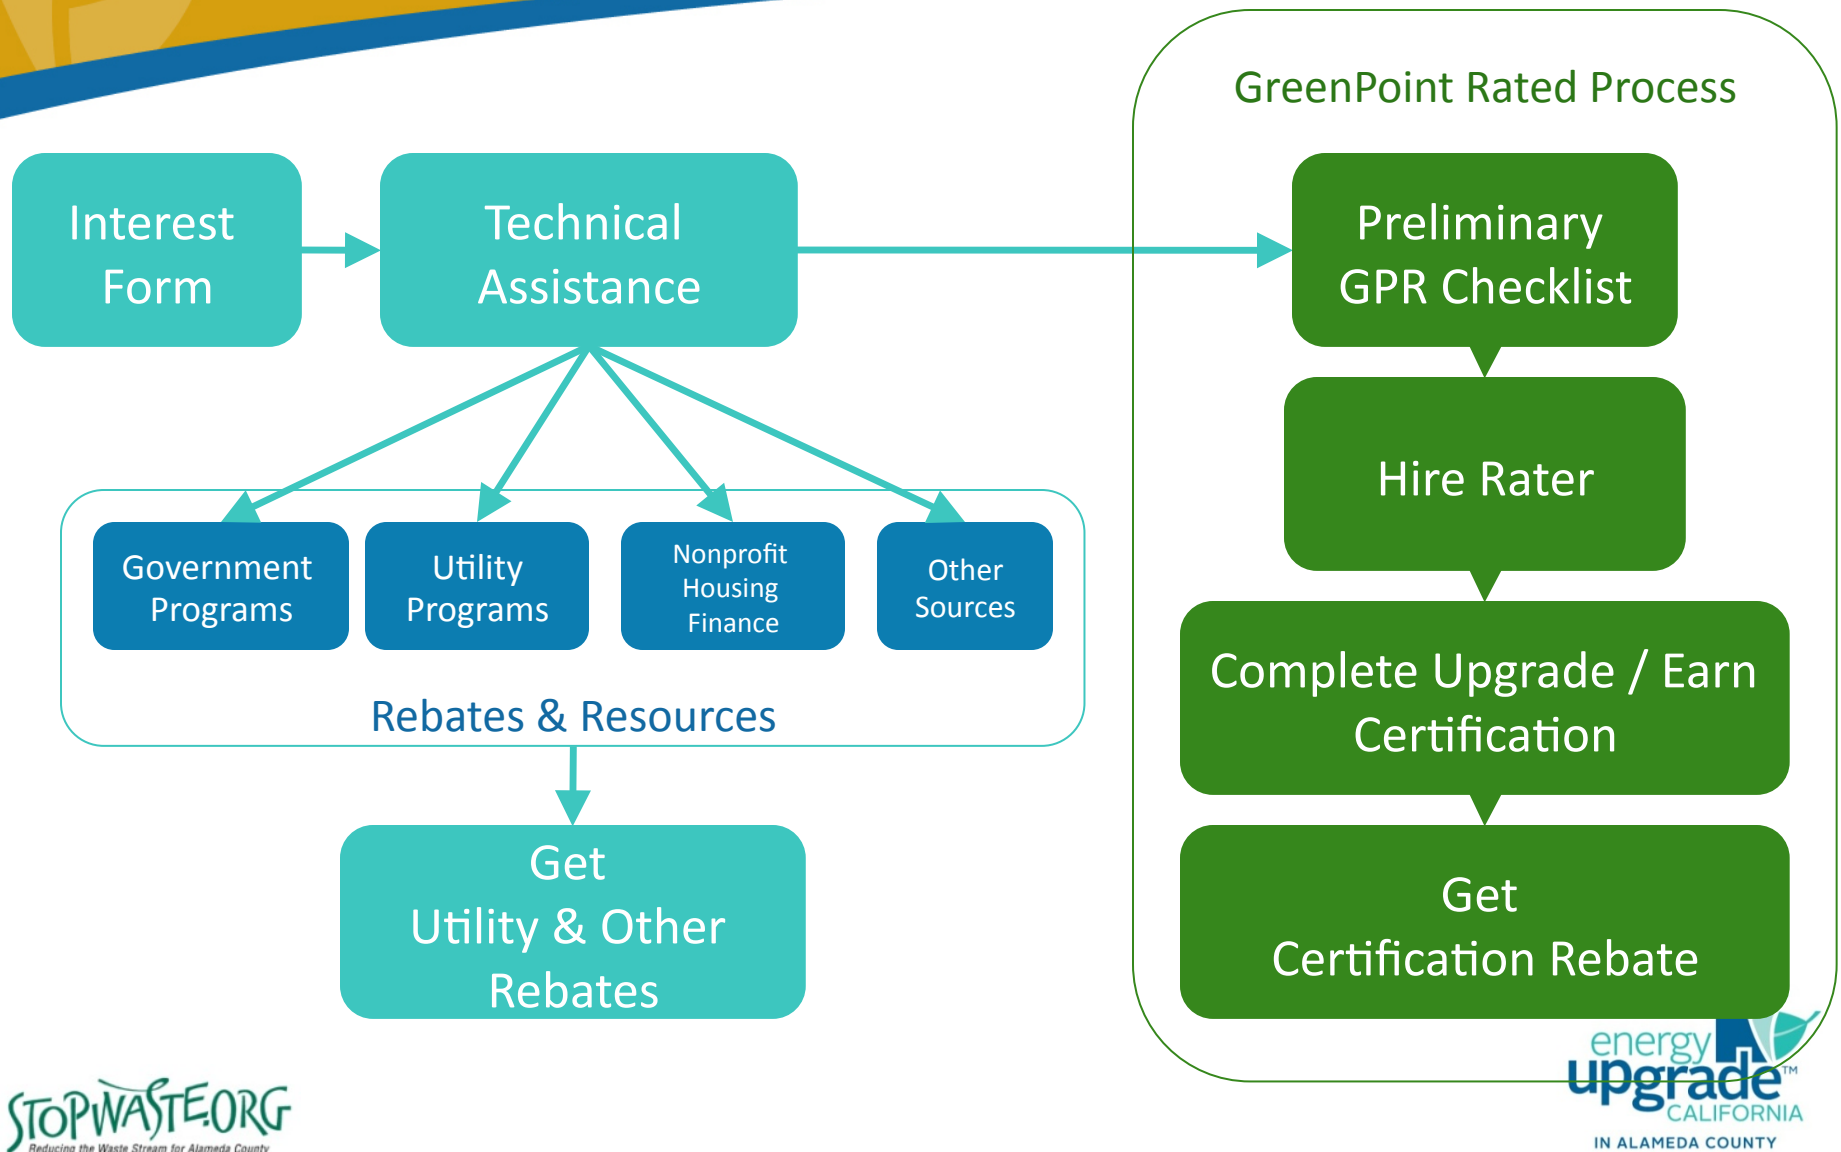 GreenPoint Rated Process
Interest
Form
Technical
Assistance
Preliminary
GPR Checklist
Hire Rater
Government
Programs
Utility
Programs
Nonprofit
Housing
Finance
Other
Sources
Rebates & Resources
Complete Upgrade / Earn
Certification
Get
Utility & Other
Rebates
Get
Certification Rebate
energy
upgrade™
CALIFORNIA
IN ALAMEDA COUNTY
STOPWASTE.ORG
Reducing the Waste Stream for Alameda County